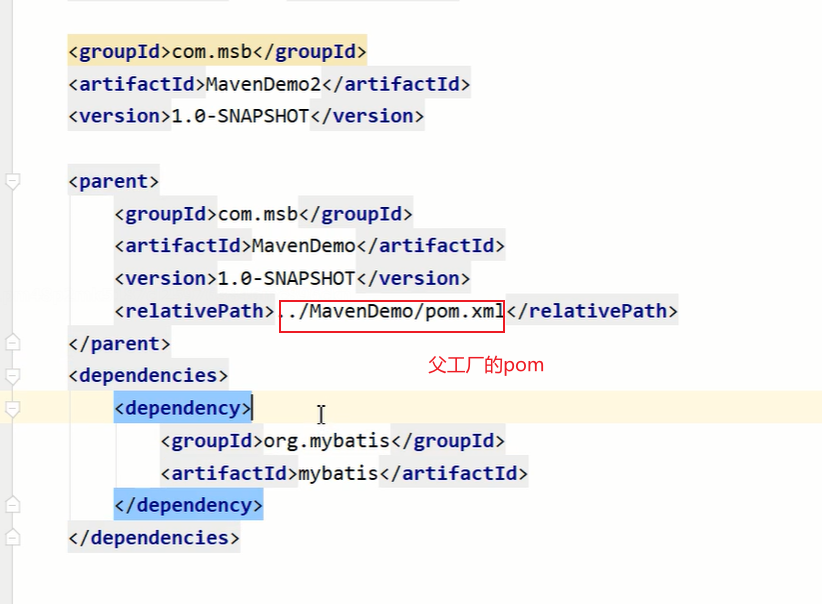 <groupId>com.msb</groupId>
<artifactId>MavenDemo2</artifactId>
<version>1.0-SNAPSHOT</version>
<parent>
<groupId>com.msb</groupId>
<artifactId>MavenDemo</artifactId>
<version>1.0-SNAPSHOT</version>
<relativePath>../MavenDemo/pom.xml</relativePath>
</parent>
父工厂的pom
<dependencies>
<dependency>
<groupId>org.mybatis</groupId>
<artifactId>mybatis</artifactId>
</dependency>
</dependencies>